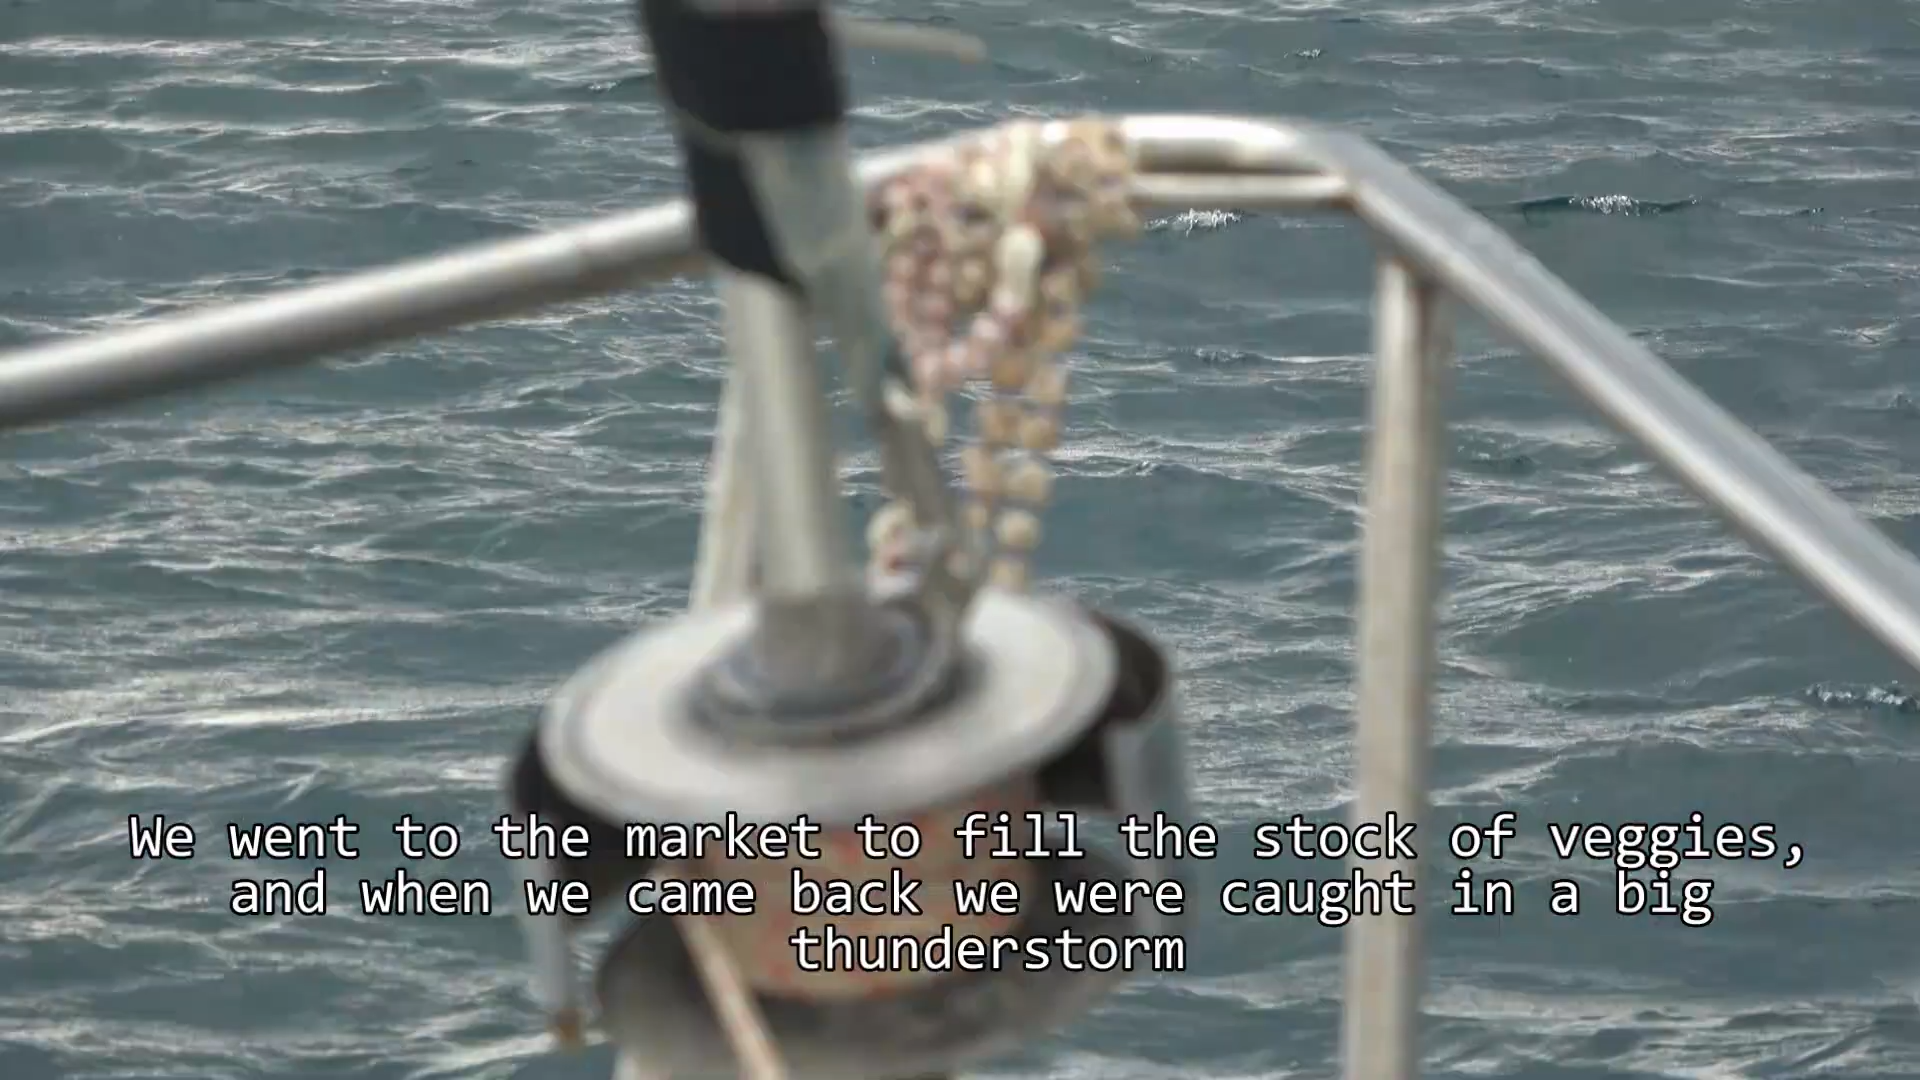 We went to the market to fill the stock of veggies,
and when we came back we were caught in a big
thunderstorm